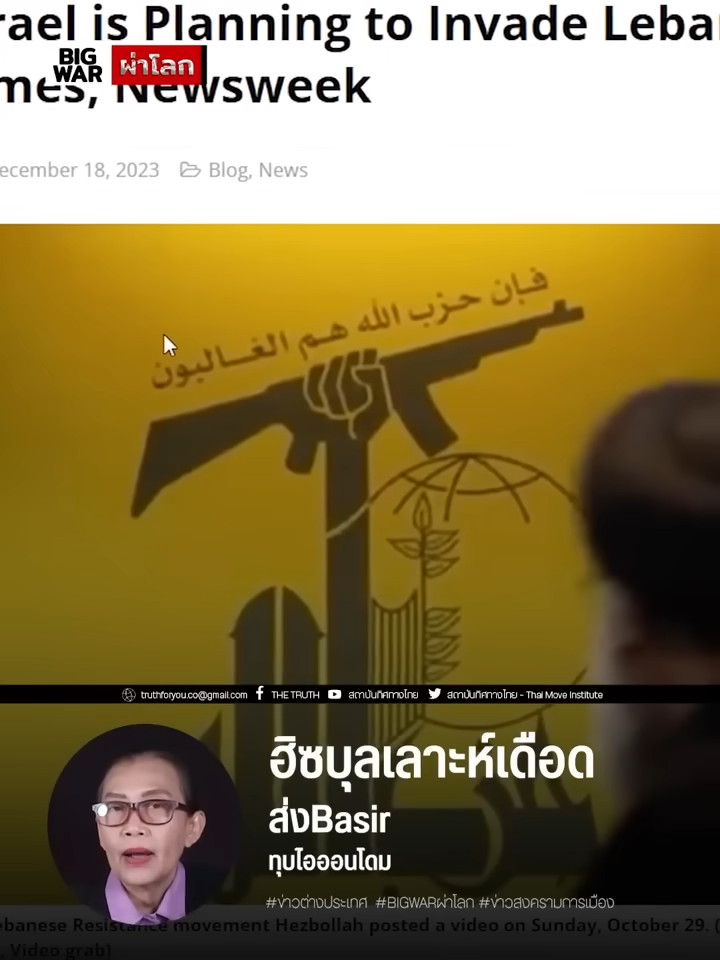 rael is Planning to Invade Leba
BIG
WAR
ผ่าโลก
mes, Newsweek
ecember 18, 2023 Blog, News
فإن حزب الله هم الغالبون
truthforyou.co@gmail.com THE TRUTH สถาบันทิศทางไทย สถาบันทิศทางไทย - Thai Move Institute
ฮิซบุลเลาะห์เดือด
ส่งBasir
ทุบไอออนโดม
#ข่าวต่างประเทศ #BIGWARผ่าโลก #ข่าวสงครามการเมือง
ebanese Resistance movement Hezbollah posted a video on Sunday, October 29. (
, Video grab)